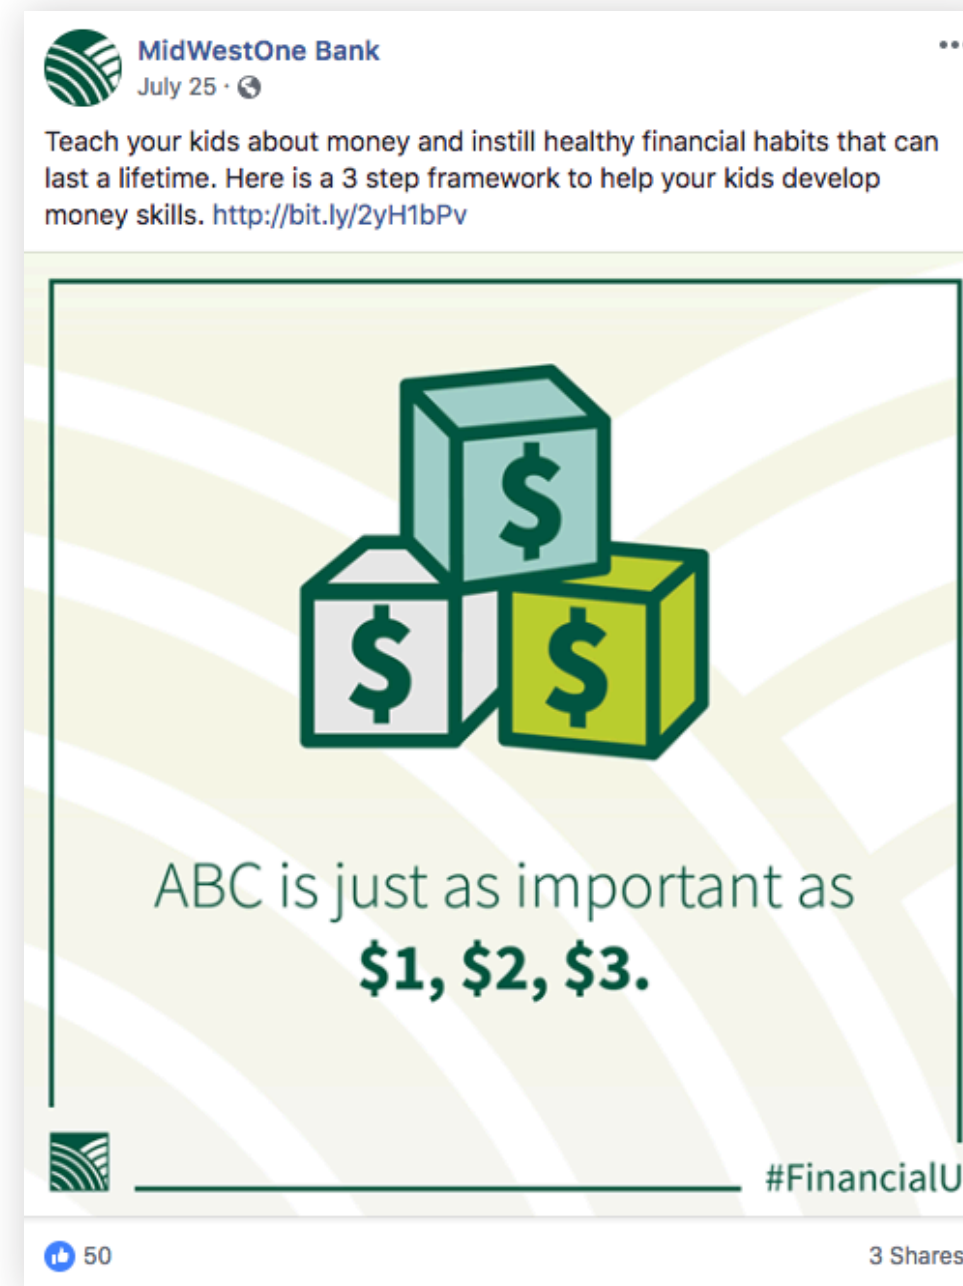 MidWestOne Bank
July 25 ·
Teach your kids about money and instill healthy financial habits that can
last a lifetime. Here is a 3 step framework to help your kids develop
money skills. http://bit.ly/2yH1bPv
$
$ $
ABC is just as important as
$1, $2, $3.
#FinancialU
50 3 Shares